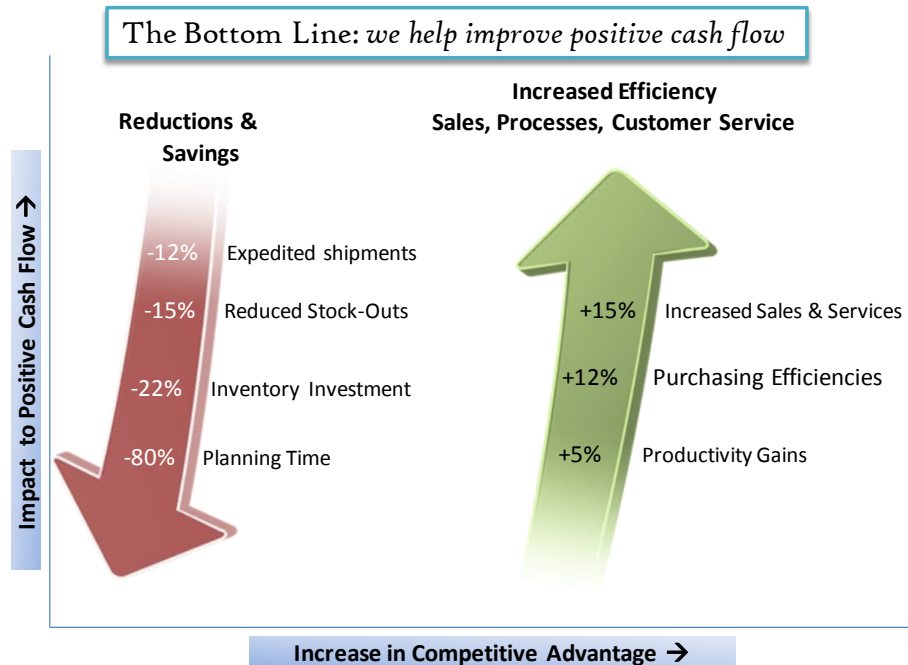 The Bottom Line: we help improve positive cash flow
Impact to Positive Cash Flow →
Reductions &
Savings
-12% Expedited shipments
-15% Reduced Stock-Outs
-22% Inventory Investment
-80% Planning Time
Increased Efficiency
Sales, Processes, Customer Service
+15% Increased Sales & Services
+12% Purchasing Efficiencies
+5% Productivity Gains
Increase in Competitive Advantage →